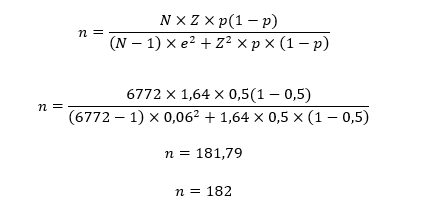 n = N × Z × p(1 − p) / (N − 1) × e² + Z² × p × (1 − p)
n = 6772 × 1,64 × 0,5(1 − 0,5) / (6772 − 1) × 0,06² + 1,64 × 0,5 × (1 − 0,5)
n = 181,79
n = 182